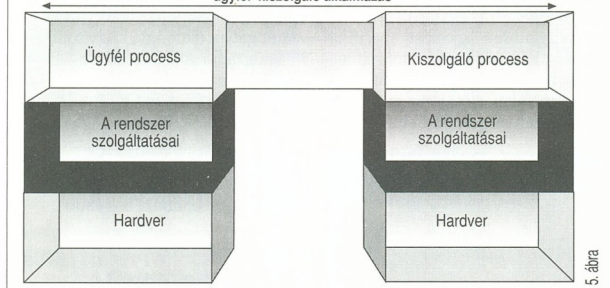 Ügyfél process
Kiszolgáló process
A rendszer
szolgáltatásai
A rendszer
szolgáltatásai
Hardver
Hardver
5. ábra